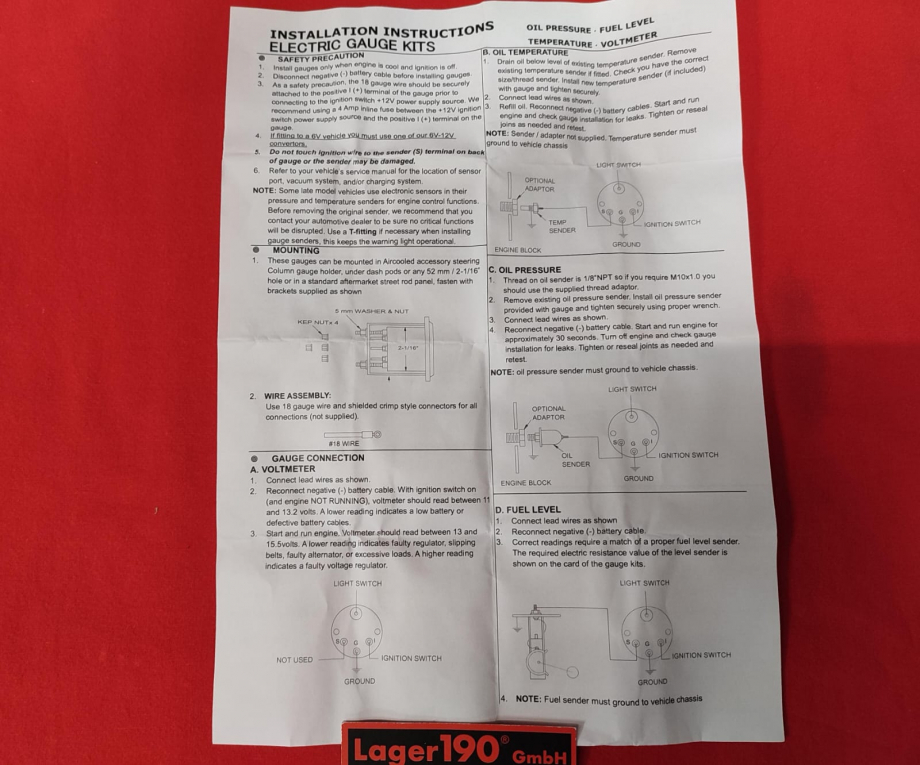 INSTALLATION INSTRUCTIONS
ELECTRIC GAUGE KITS
OIL PRESSURE · FUEL LEVEL
TEMPERATURE · VOLTMETER
SAFETY PRECAUTION
1. Install gauges only when engine is cool and ignition is off.
2. Disconnect negative (-) battery cable before installing gauges.
3. As a safety precaution, the 18 gauge wire should be securely
attached to the positive I (+) terminal of the gauge prior to
connecting to the ignition switch +12V power supply source. We
recommend using a 4 Amp inline fuse between the +12V ignition
switch power supply source and the positive I (+) terminal on the
gauge.
4. If fitting to a 6V vehicle you must use one of our 6V-12V
convertors.
5. Do not touch ignition wire to the sender (S) terminal on back
of gauge or the sender may be damaged.
6. Refer to your vehicle's service manual for the location of sensor
port, vacuum system, and/or charging system.
NOTE: Some late model vehicles use electronic sensors in their
pressure and temperature senders for engine control functions.
Before removing the original sender, we recommend that you
contact your automotive dealer to be sure no critical functions
will be disrupted. Use a T-fitting if necessary when installing
gauge senders, this keeps the warning light operational.
MOUNTING
1. These gauges can be mounted in Aircooled accessory steering
Column gauge holder, under dash pods or any 52 mm / 2-1/16"
hole or in a standard aftermarket street rod panel, fasten with
brackets supplied as shown
5 mm WASHER & NUT
KEP NUT x 4
2-1/16"
2. WIRE ASSEMBLY:
Use 18 gauge wire and shielded crimp style connectors for all
connections (not supplied).
#18 WIRE
GAUGE CONNECTION
A. VOLTMETER
1. Connect lead wires as shown.
2. Reconnect negative (-) battery cable. With ignition switch on
(and engine NOT RUNNING), voltmeter should read between 11
and 13.2 volts. A lower reading indicates a low battery or
defective battery cables.
3. Start and run engine. Voltmeter should read between 13 and
15.5volts. A lower reading indicates faulty regulator, slipping
belts, faulty alternator, or excessive loads. A higher reading
indicates a faulty voltage regulator.
LIGHT SWITCH
S G I
NOT USED
IGNITION SWITCH
GROUND
B. OIL TEMPERATURE
1. Drain oil below level of existing temperature sender. Remove
existing temperature sender if fitted. Check you have the correct
size/thread sender. Install new temperature sender (if included)
with gauge and tighten securely.
2. Connect lead wires as shown.
3. Refill oil. Reconnect negative (-) battery cables. Start and run
engine and check gauge installation for leaks. Tighten or reseal
joins as needed and retest.
NOTE: Sender / adapter not supplied. Temperature sender must
ground to vehicle chassis
LIGHT SWITCH
OPTIONAL
ADAPTOR
S G I
TEMP
SENDER
IGNITION SWITCH
GROUND
ENGINE BLOCK
C. OIL PRESSURE
1. Thread on oil sender is 1/8"NPT so if you require M10x1.0 you
should use the supplied thread adaptor.
2. Remove existing oil pressure sender. Install oil pressure sender
provided with gauge and tighten securely using proper wrench.
3. Connect lead wires as shown.
4. Reconnect negative (-) battery cable. Start and run engine for
approximately 30 seconds. Turn off engine and check gauge
installation for leaks. Tighten or reseal joints as needed and
retest.
NOTE: oil pressure sender must ground to vehicle chassis.
LIGHT SWITCH
OPTIONAL
ADAPTOR
S G I
OIL
SENDER
IGNITION SWITCH
GROUND
ENGINE BLOCK
D. FUEL LEVEL
1. Connect lead wires as shown
2. Reconnect negative (-) battery cable
3. Correct readings require a match of a proper fuel level sender.
The required electric resistance value of the level sender is
shown on the card of the gauge kits.
LIGHT SWITCH
S G I
IGNITION SWITCH
GROUND
4. NOTE: Fuel sender must ground to vehicle chassis
Lager190® GmbH